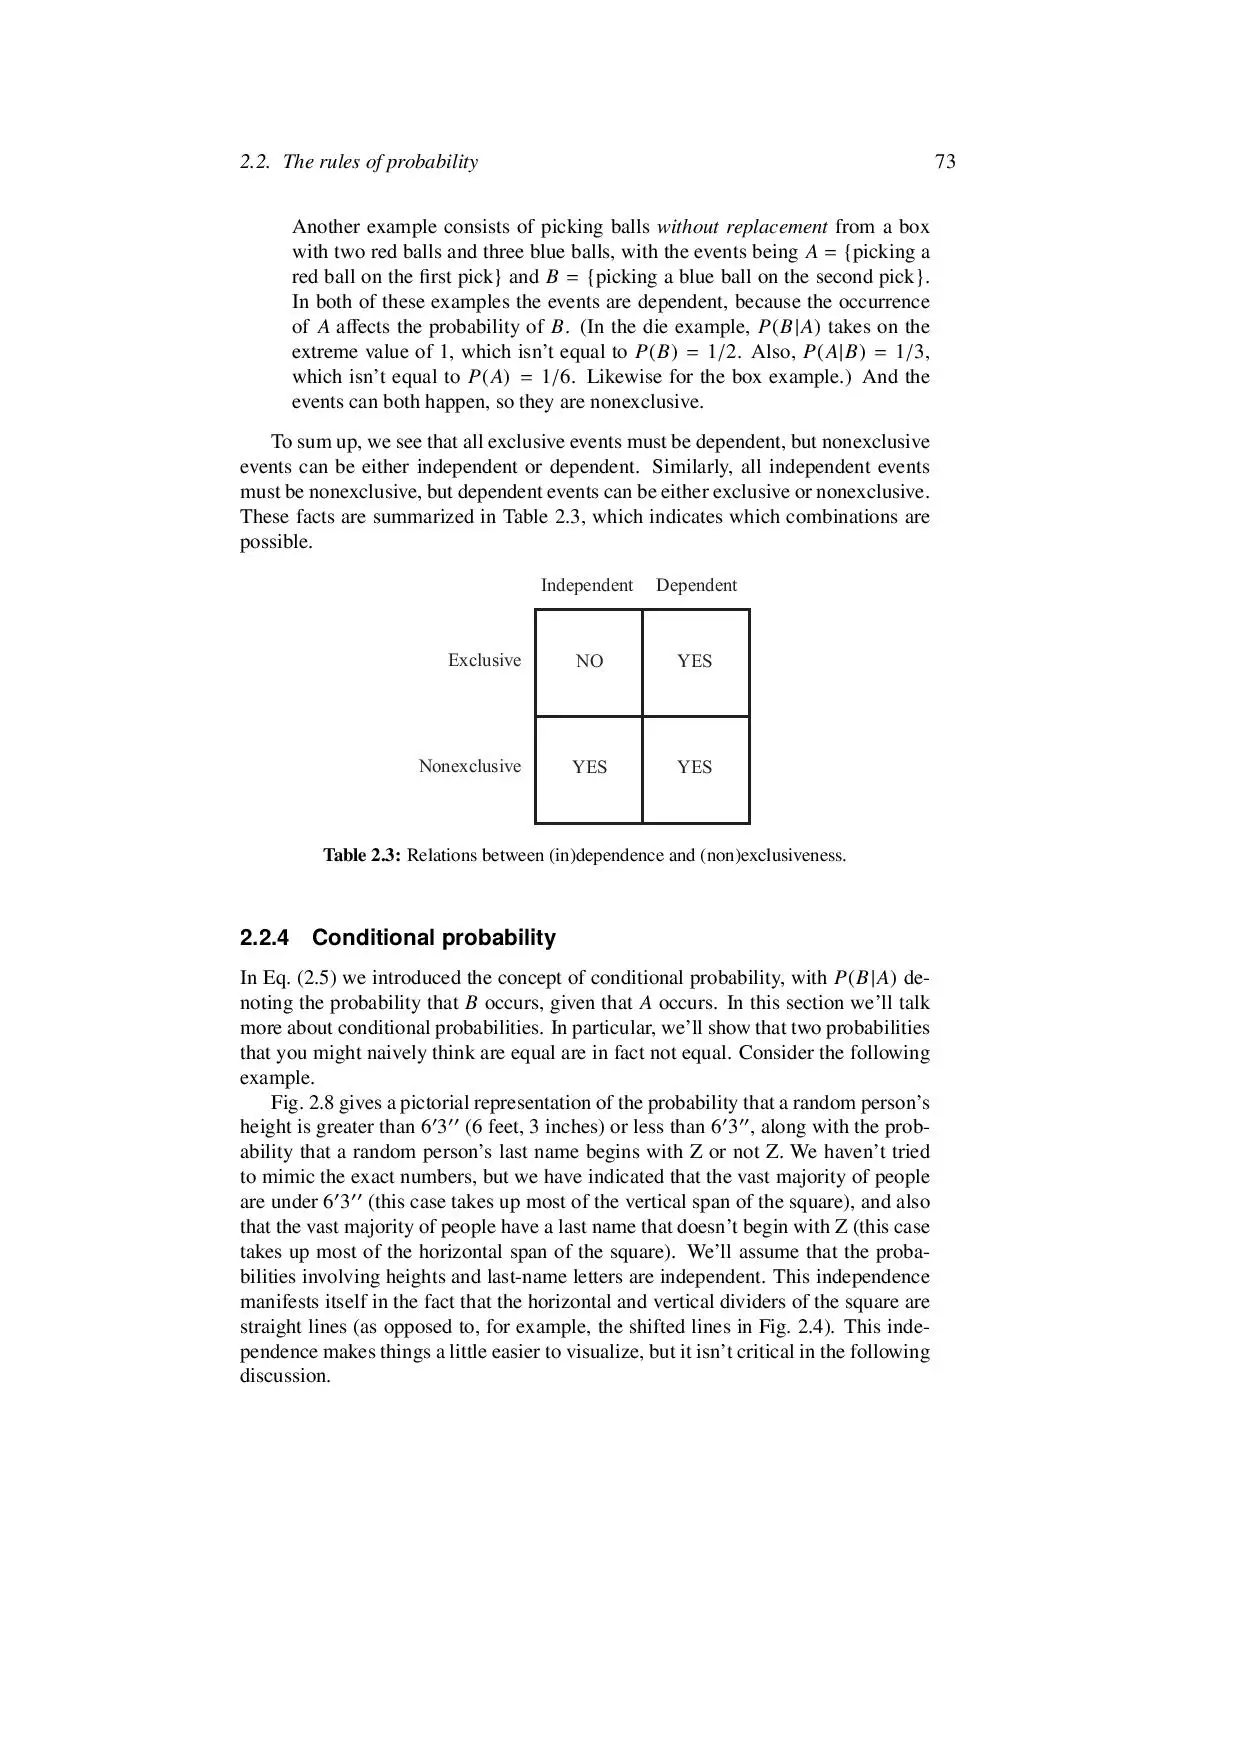 2.2. The rules of probability 73
Another example consists of picking balls without replacement from a box
with two red balls and three blue balls, with the events being A = {picking a
red ball on the first pick} and B = {picking a blue ball on the second pick}.
In both of these examples the events are dependent, because the occurrence
of A affects the probability of B. (In the die example, P(B|A) takes on the
extreme value of 1, which isn't equal to P(B) = 1/2. Also, P(A|B) = 1/3,
which isn't equal to P(A) = 1/6. Likewise for the box example.) And the
events can both happen, so they are nonexclusive.
To sum up, we see that all exclusive events must be dependent, but nonexclusive
events can be either independent or dependent. Similarly, all independent events
must be nonexclusive, but dependent events can be either exclusive or nonexclusive.
These facts are summarized in Table 2.3, which indicates which combinations are
possible.
Independent Dependent
Exclusive NO YES
Nonexclusive YES YES
Table 2.3: Relations between (in)dependence and (non)exclusiveness.
2.2.4 Conditional probability
In Eq. (2.5) we introduced the concept of conditional probability, with P(B|A) de-
noting the probability that B occurs, given that A occurs. In this section we'll talk
more about conditional probabilities. In particular, we'll show that two probabilities
that you might naively think are equal are in fact not equal. Consider the following
example.
Fig. 2.8 gives a pictorial representation of the probability that a random person's
height is greater than 6′3′′ (6 feet, 3 inches) or less than 6′3′′, along with the prob-
ability that a random person's last name begins with Z or not Z. We haven't tried
to mimic the exact numbers, but we have indicated that the vast majority of people
are under 6′3′′ (this case takes up most of the vertical span of the square), and also
that the vast majority of people have a last name that doesn't begin with Z (this case
takes up most of the horizontal span of the square). We'll assume that the proba-
bilities involving heights and last-name letters are independent. This independence
manifests itself in the fact that the horizontal and vertical dividers of the square are
straight lines (as opposed to, for example, the shifted lines in Fig. 2.4). This inde-
pendence makes things a little easier to visualize, but it isn't critical in the following
discussion.